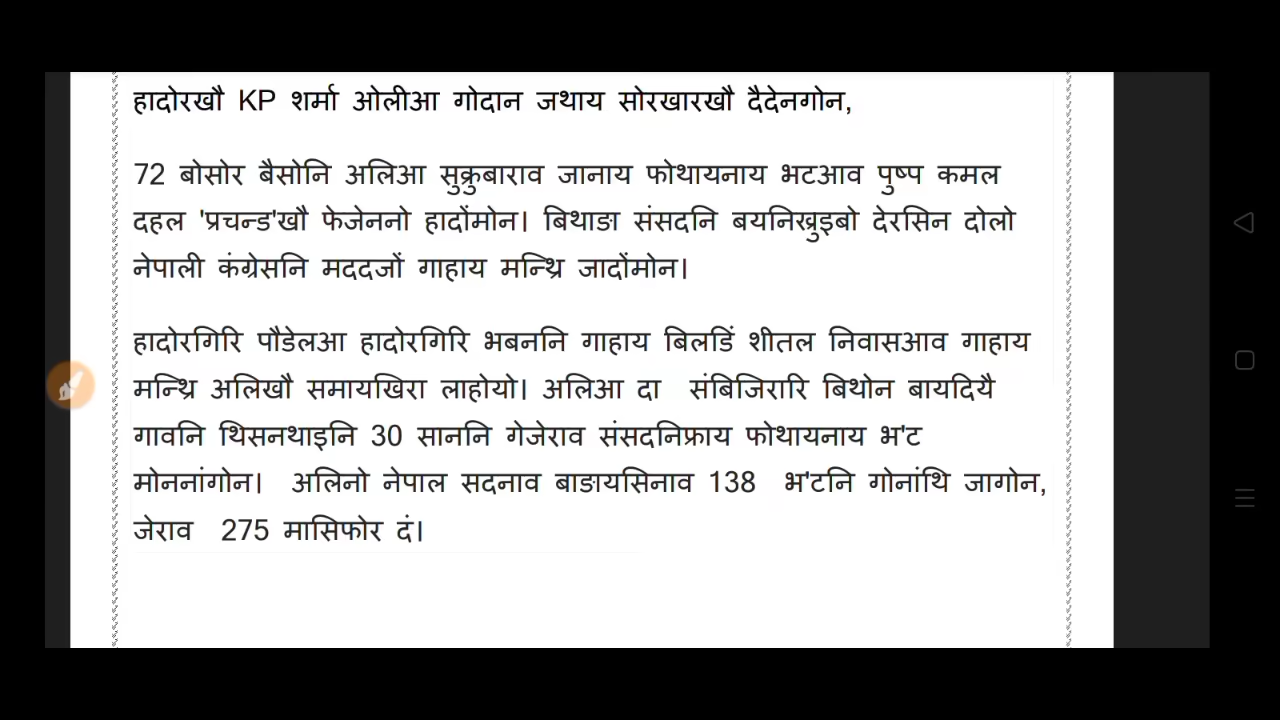 हादोरखौ KP शर्मा ओलीआ गोदान जथाय सोरखारखौ दैदेनगोन,
72 बोसोर बैसोनि अलिआ सुक्रुबाराव जानाय फोथायनाय भटआव पुष्प कमल
दहल 'प्रचन्ड'खौ फेजेननो हादोंमोन। बिथाङा संसदनि बयनिख्रुइबो देरसिन दोलो
नेपाली कंग्रेसनि मददजों गाहाय मन्थ्रि जादोंमोन।
हादोरगिरि पौडेलआ हादोरगिरि भबननि गाहाय बिलडिं शीतल निवासआव गाहाय
मन्थ्रि अलिखौ समायखिरा लाहोयो। अलिआ दा संबिजिरारि बिथोन बायदियै
गावनि थिसनथाइनि 30 साननि गेजेराव संसदनिफ्राय फोथायनाय भ'ट
मोननांगोन। अलिनो नेपाल सदनाव बाङायसिनाव 138 भ'टनि गोनांथि जागोन,
जेराव 275 मासिफोर दं।